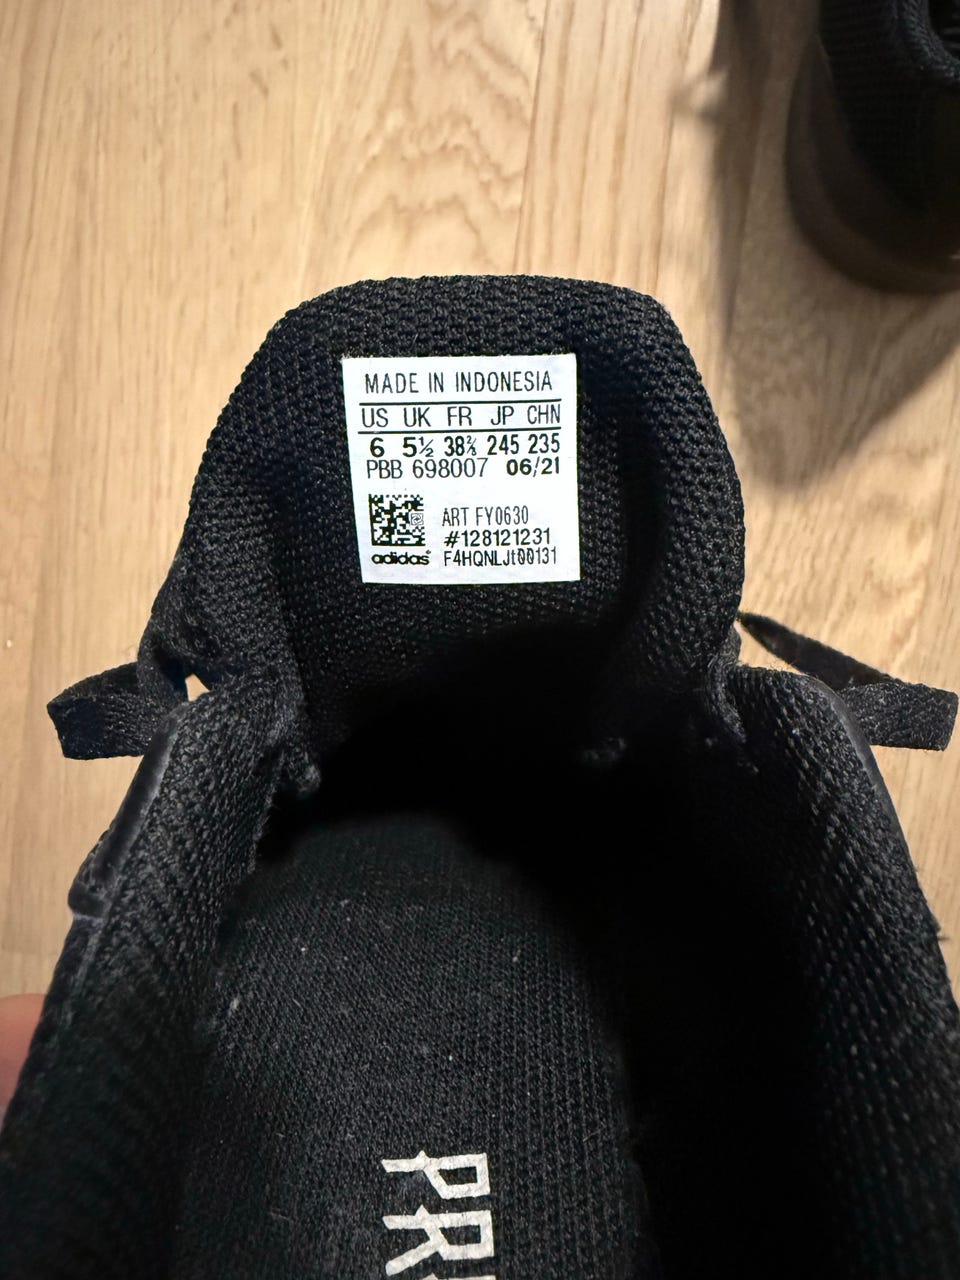 MADE IN INDONESIA
US UK FR JP CHN
6 5½ 38⅔ 245 235
PBB 698007 06/21
ART FY0630
#128121231
adidas® F4HQNLJt00131
PR